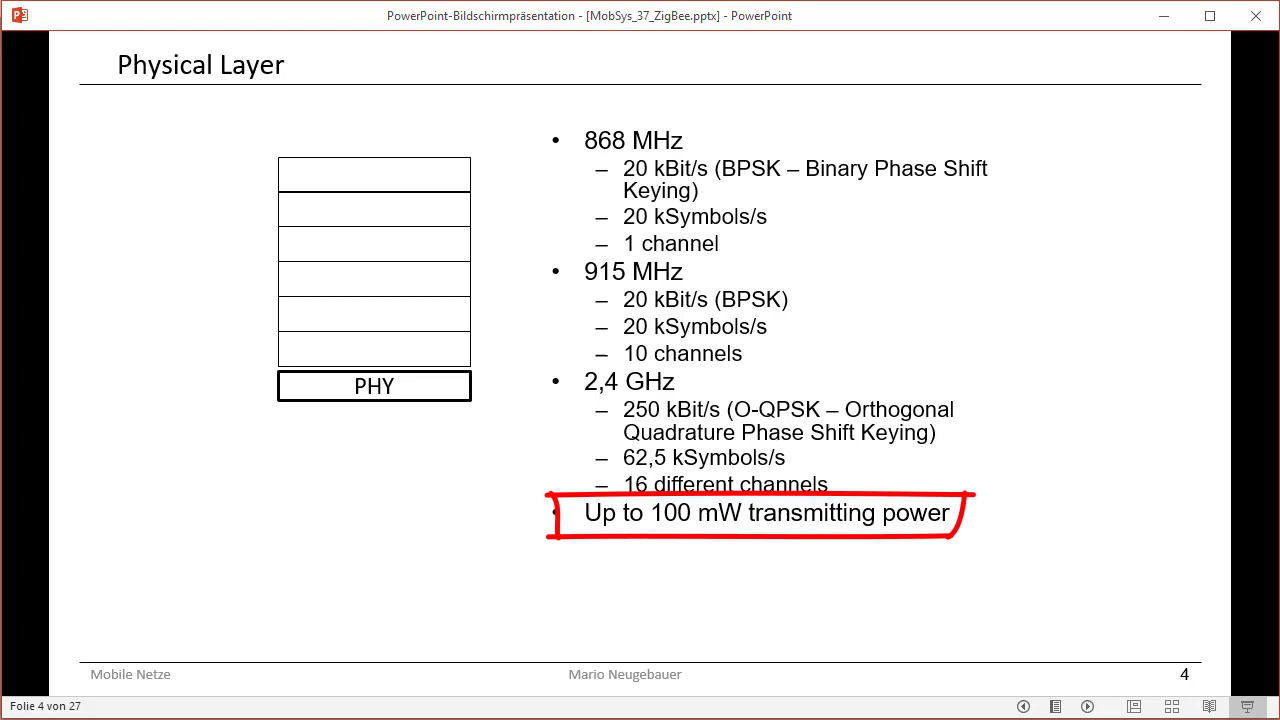 PowerPoint-Bildschirmpräsentation - [MobSys_37_ZigBee.pptx] - PowerPoint
Physical Layer
• 868 MHz
– 20 kBit/s (BPSK – Binary Phase Shift
Keying)
– 20 kSymbols/s
– 1 channel
• 915 MHz
– 20 kBit/s (BPSK)
– 20 kSymbols/s
– 10 channels
• 2,4 GHz
– 250 kBit/s (O-QPSK – Orthogonal
Quadrature Phase Shift Keying)
– 62,5 kSymbols/s
– 16 different channels
• Up to 100 mW transmitting power
PHY
Mobile Netze
Mario Neugebauer
4
Folie 4 von 27